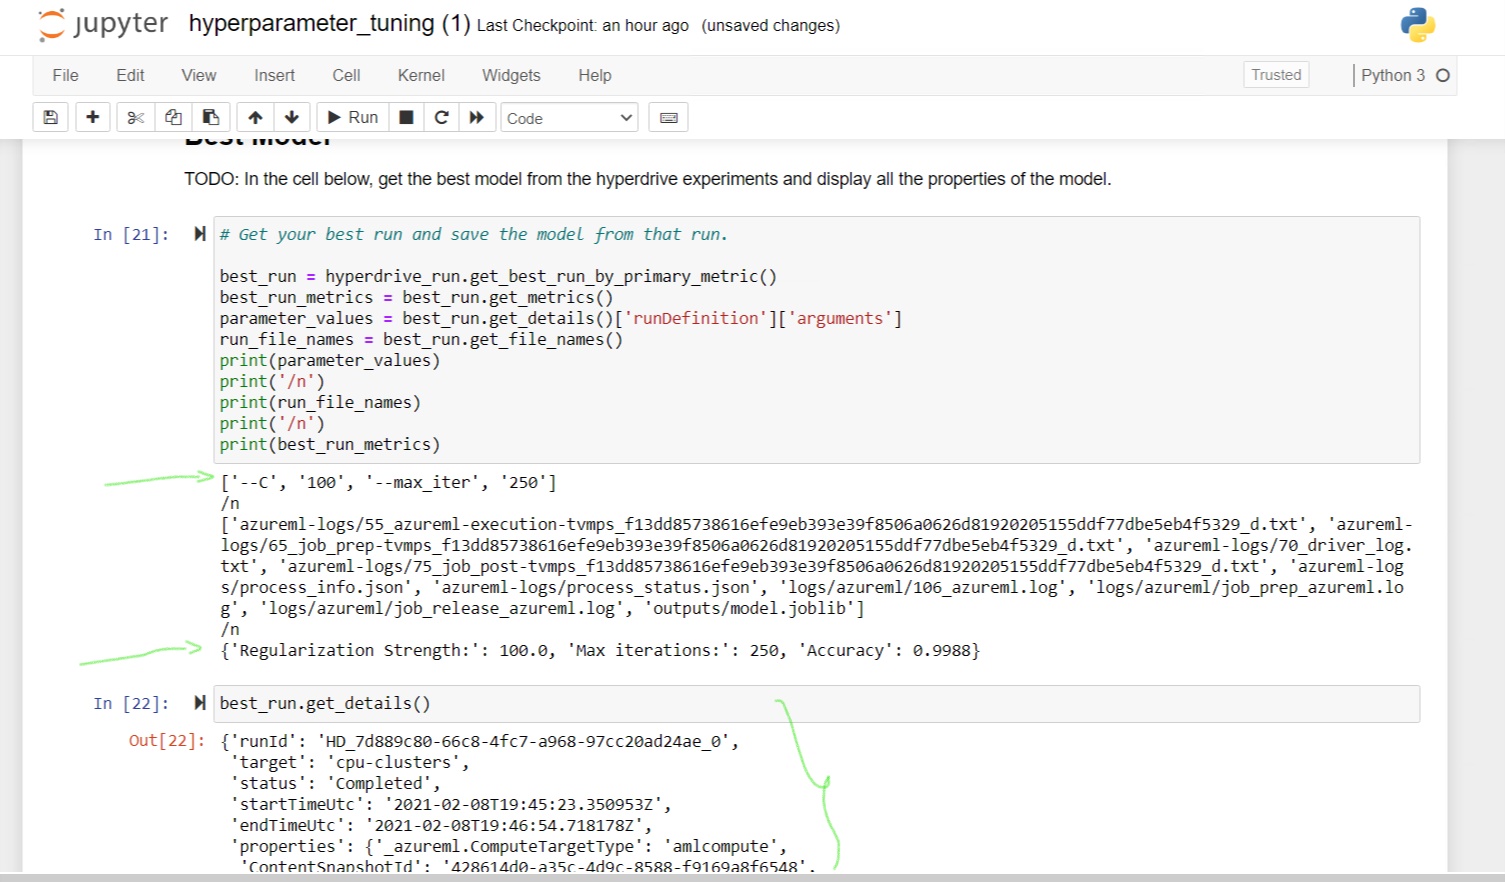 jupyter hyperparameter_tuning (1) Last Checkpoint: an hour ago (unsaved changes)
File Edit View Insert Cell Kernel Widgets Help Trusted Python 3
Run Code
Best Model
TODO: In the cell below, get the best model from the hyperdrive experiments and display all the properties of the model.
In [21]: # Get your best run and save the model from that run.
best_run = hyperdrive_run.get_best_run_by_primary_metric()
best_run_metrics = best_run.get_metrics()
parameter_values = best_run.get_details()['runDefinition']['arguments']
run_file_names = best_run.get_file_names()
print(parameter_values)
print('/n')
print(run_file_names)
print('/n')
print(best_run_metrics)
['--C', '100', '--max_iter', '250']
/n
['azureml-logs/55_azureml-execution-tvmps_f13dd85738616efe9eb393e39f8506a0626d81920205155ddf77dbe5eb4f5329_d.txt', 'azureml-
logs/65_job_prep-tvmps_f13dd85738616efe9eb393e39f8506a0626d81920205155ddf77dbe5eb4f5329_d.txt', 'azureml-logs/70_driver_log.
txt', 'azureml-logs/75_job_post-tvmps_f13dd85738616efe9eb393e39f8506a0626d81920205155ddf77dbe5eb4f5329_d.txt', 'azureml-log
s/process_info.json', 'azureml-logs/process_status.json', 'logs/azureml/106_azureml.log', 'logs/azureml/job_prep_azureml.lo
g', 'logs/azureml/job_release_azureml.log', 'outputs/model.joblib']
/n
{'Regularization Strength:': 100.0, 'Max iterations:': 250, 'Accuracy': 0.9988}
In [22]: best_run.get_details()
Out[22]: {'runId': 'HD_7d889c80-66c8-4fc7-a968-97cc20ad24ae_0',
'target': 'cpu-clusters',
'status': 'Completed',
'startTimeUtc': '2021-02-08T19:45:23.350953Z',
'endTimeUtc': '2021-02-08T19:46:54.718178Z',
'properties': {'_azureml.ComputeTargetType': 'amlcompute',
'ContentSnapshotId': '428614d0-a35c-4d9c-8588-f9169a8f6548',